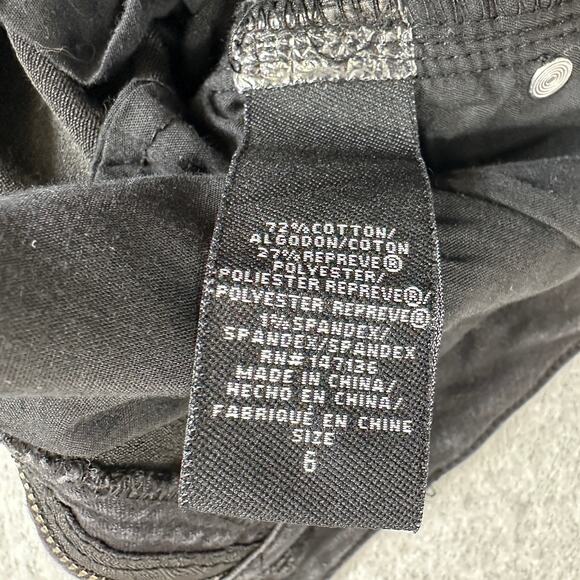 72%COTTON/
ALGODON/COTON
27%REPREVE®
POLYESTER/
POLIESTER REPREVE®/
POLYESTER REPREVE®
1%SPANDEX/
SPANDEX/SPANDEX
RN# 147136
MADE IN CHINA/
HECHO EN CHINA/
FABRIQUE EN CHINE
SIZE
6